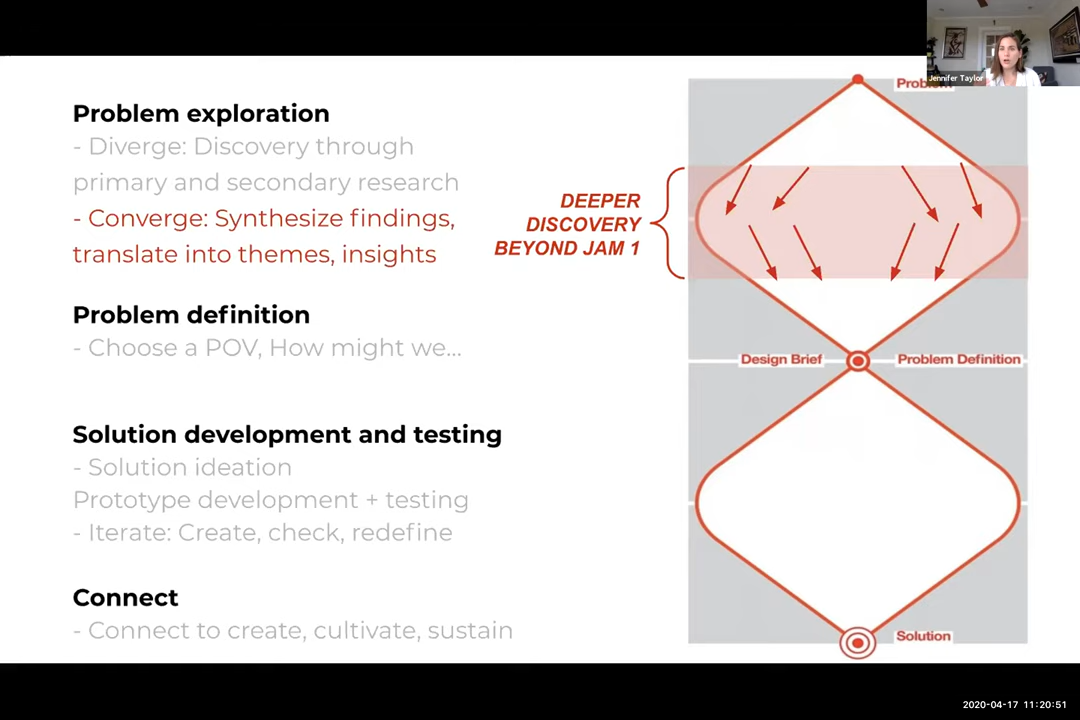 Jennifer Taylor
Problem exploration
- Diverge: Discovery through
primary and secondary research
- Converge: Synthesize findings,
translate into themes, insights
Problem definition
- Choose a POV, How might we...
Solution development and testing
- Solution ideation
Prototype development + testing
- Iterate: Create, check, redefine
Connect
- Connect to create, cultivate, sustain
DEEPER
DISCOVERY
BEYOND JAM 1
Problem
Design Brief
Problem Definition
Solution
2020-04-17 11:20:51